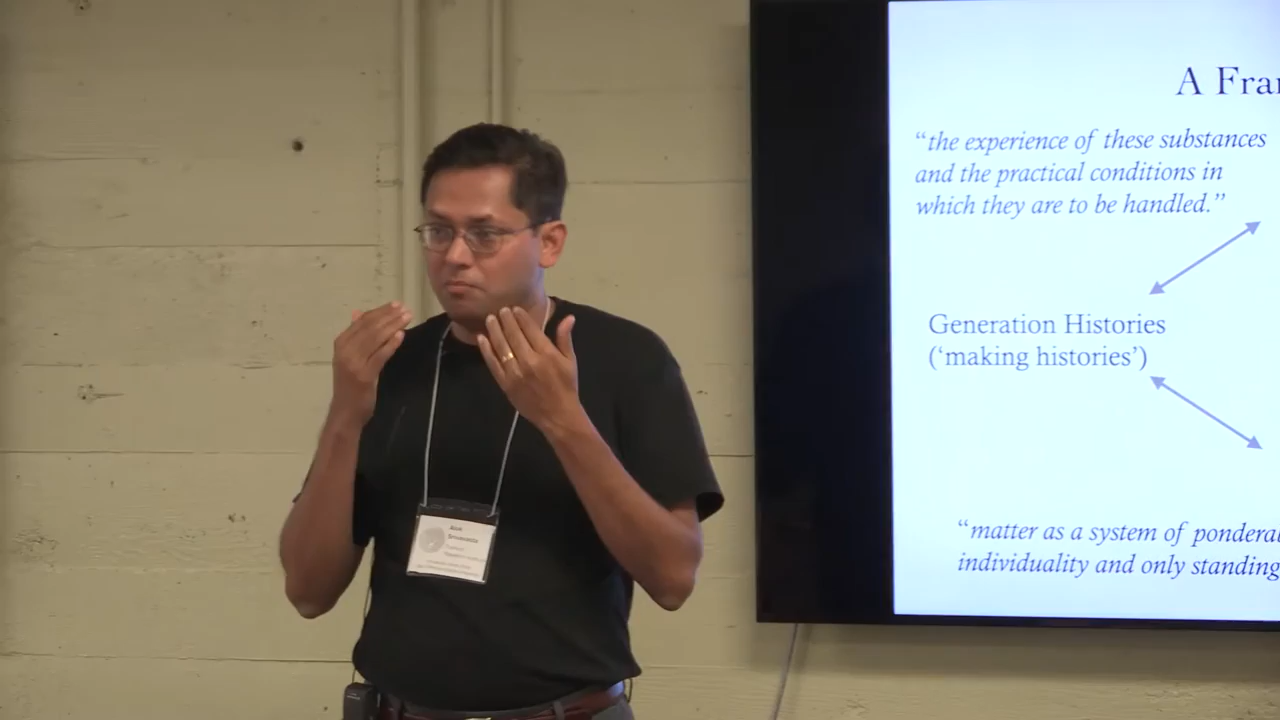 A Fra
“the experience of these substances
and the practical conditions in
which they are to be handled.”
Generation Histories
(‘making histories’)
“matter as a system of pondera
individuality and only standing